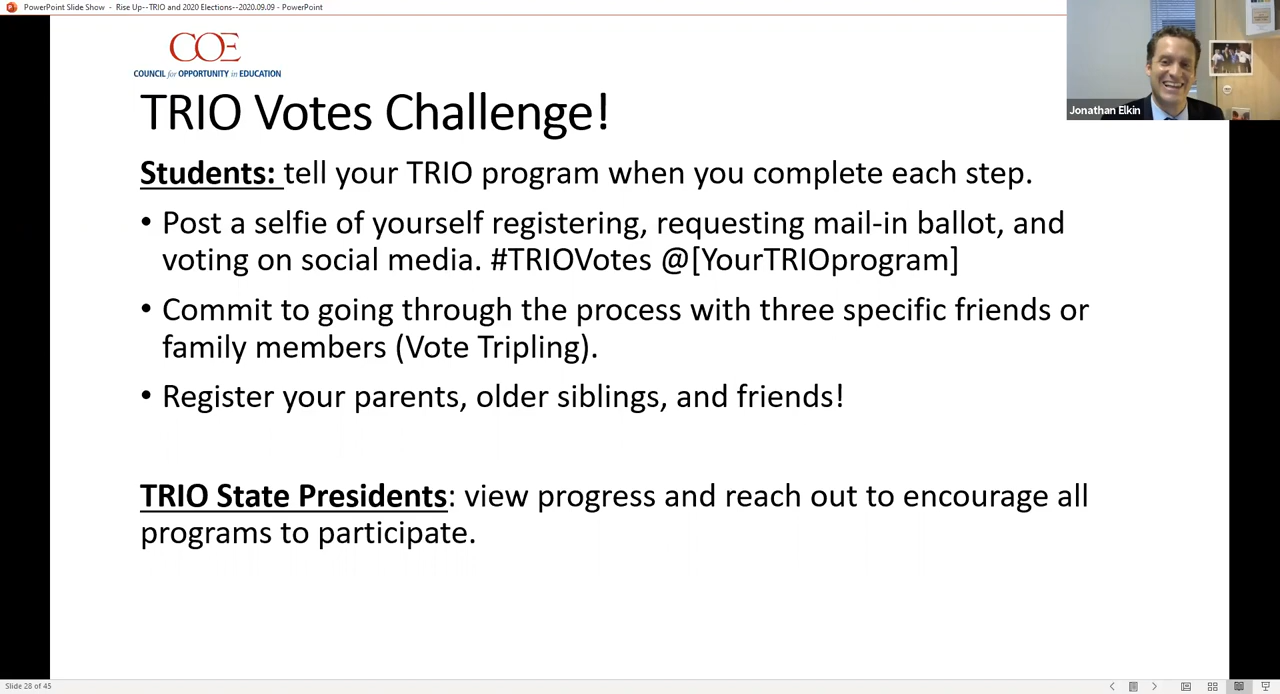 PowerPoint Slide Show - Rise Up--TRIO and 2020 Elections--2020.09.09 - PowerPoint
COE
COUNCIL for OPPORTUNITY in EDUCATION
Jonathan Elkin
TRIO Votes Challenge!
Students: tell your TRIO program when you complete each step.
• Post a selfie of yourself registering, requesting mail-in ballot, and
voting on social media. #TRIOVotes @[YourTRIOprogram]
• Commit to going through the process with three specific friends or
family members (Vote Tripling).
• Register your parents, older siblings, and friends!
TRIO State Presidents: view progress and reach out to encourage all
programs to participate.
Slide 28 of 45